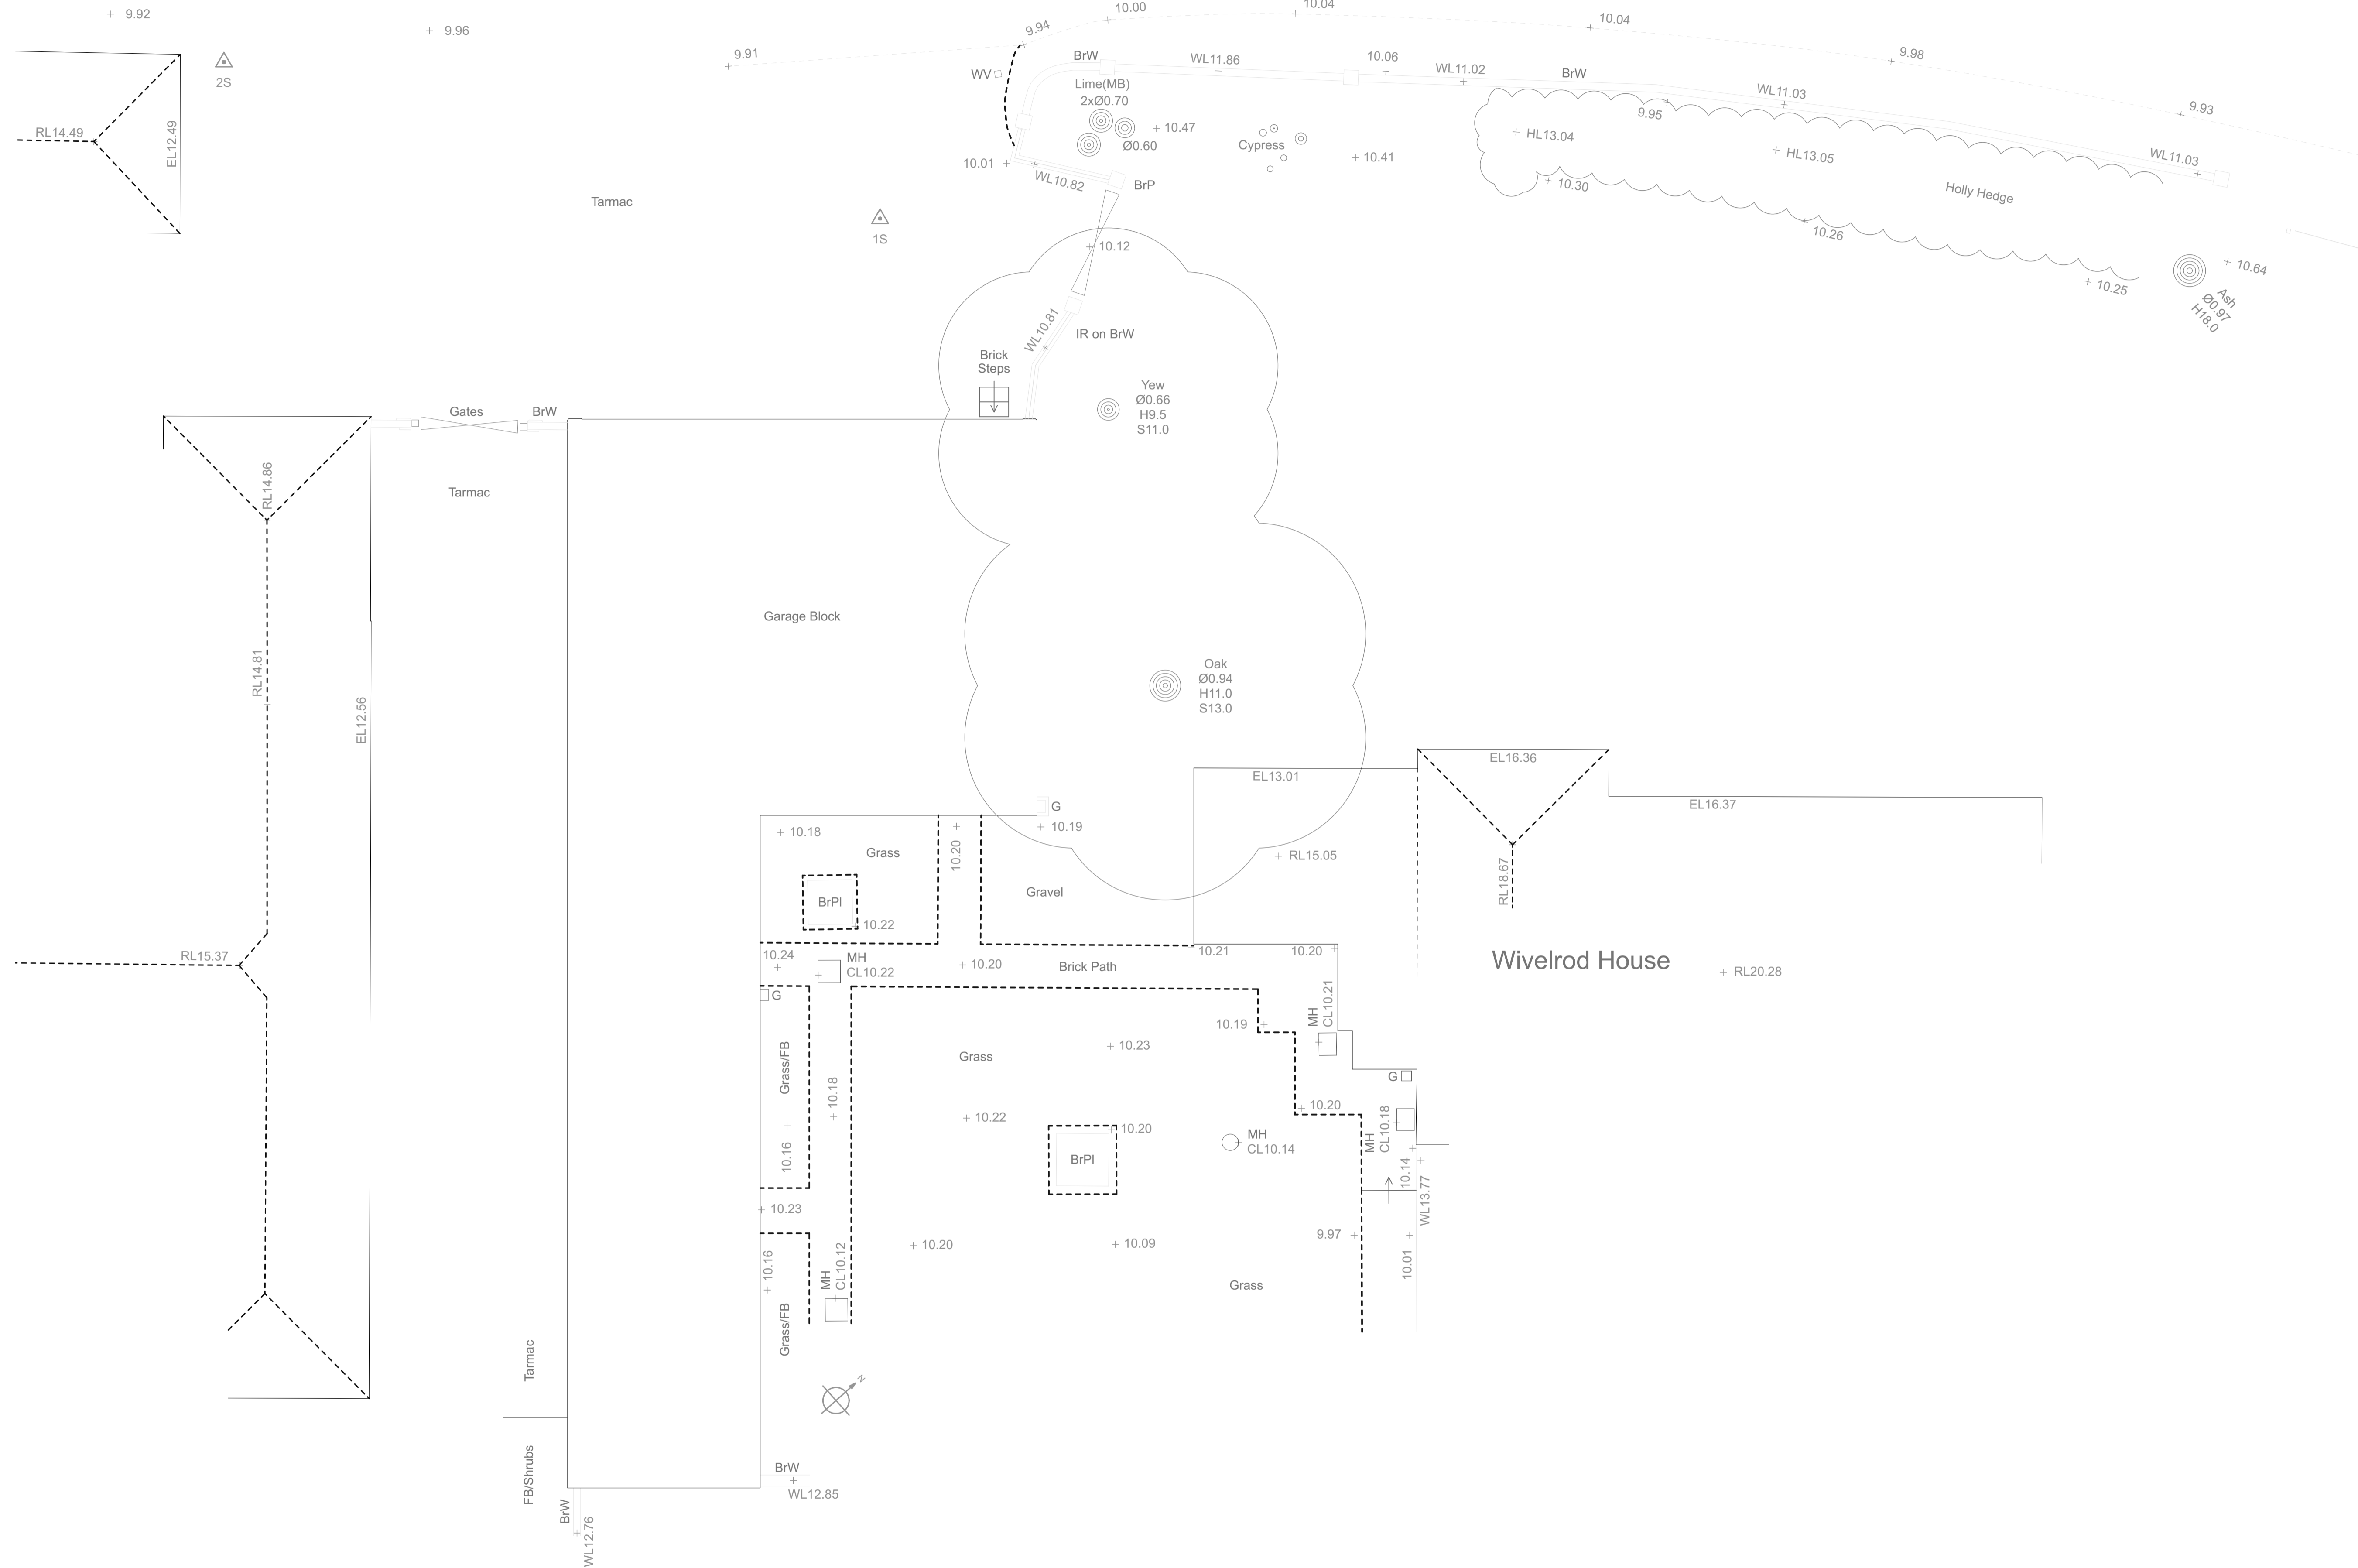 9.92
9.96
9.91
9.94
10.00
10.04
10.04
9.98
9.93
2S
WV
BrW
WL11.86
10.06
WL11.02
BrW
WL11.03
9.95
WL11.03
Lime(MB)
2xØ0.70
Ø0.60
10.47
Cypress
10.41
HL13.04
HL13.05
Holly Hedge
RL14.49
EL12.49
10.01
WL10.82
BrP
10.30
10.26
10.25
10.64
Ash
Ø0.97
H18.0
Tarmac
1S
10.12
WL10.81
IR on BrW
Brick
Steps
Yew
Ø0.66
H9.5
S11.0
Gates
BrW
RL14.86
Tarmac
Garage Block
RL14.81
EL12.56
Oak
Ø0.94
H11.0
S13.0
EL13.01
EL16.36
EL16.37
G
10.19
10.18
Grass
10.20
RL15.05
RL18.67
Gravel
BrPl
10.22
RL15.37
10.24
MH
CL10.22
10.20
Brick Path
10.21
10.20
Wivelrod House
RL20.28
G
MH
CL10.21
10.19
10.23
Grass
Grass/FB
10.18
G
10.22
10.20
10.20
MH
CL10.18
MH
CL10.14
BrPl
10.16
10.14
WL13.77
10.23
9.97
10.01
10.16
MH
CL10.12
10.20
10.09
Grass
Grass/FB
Tarmac
N
FB/Shrubs
BrW
WL12.85
BrW
WL12.76